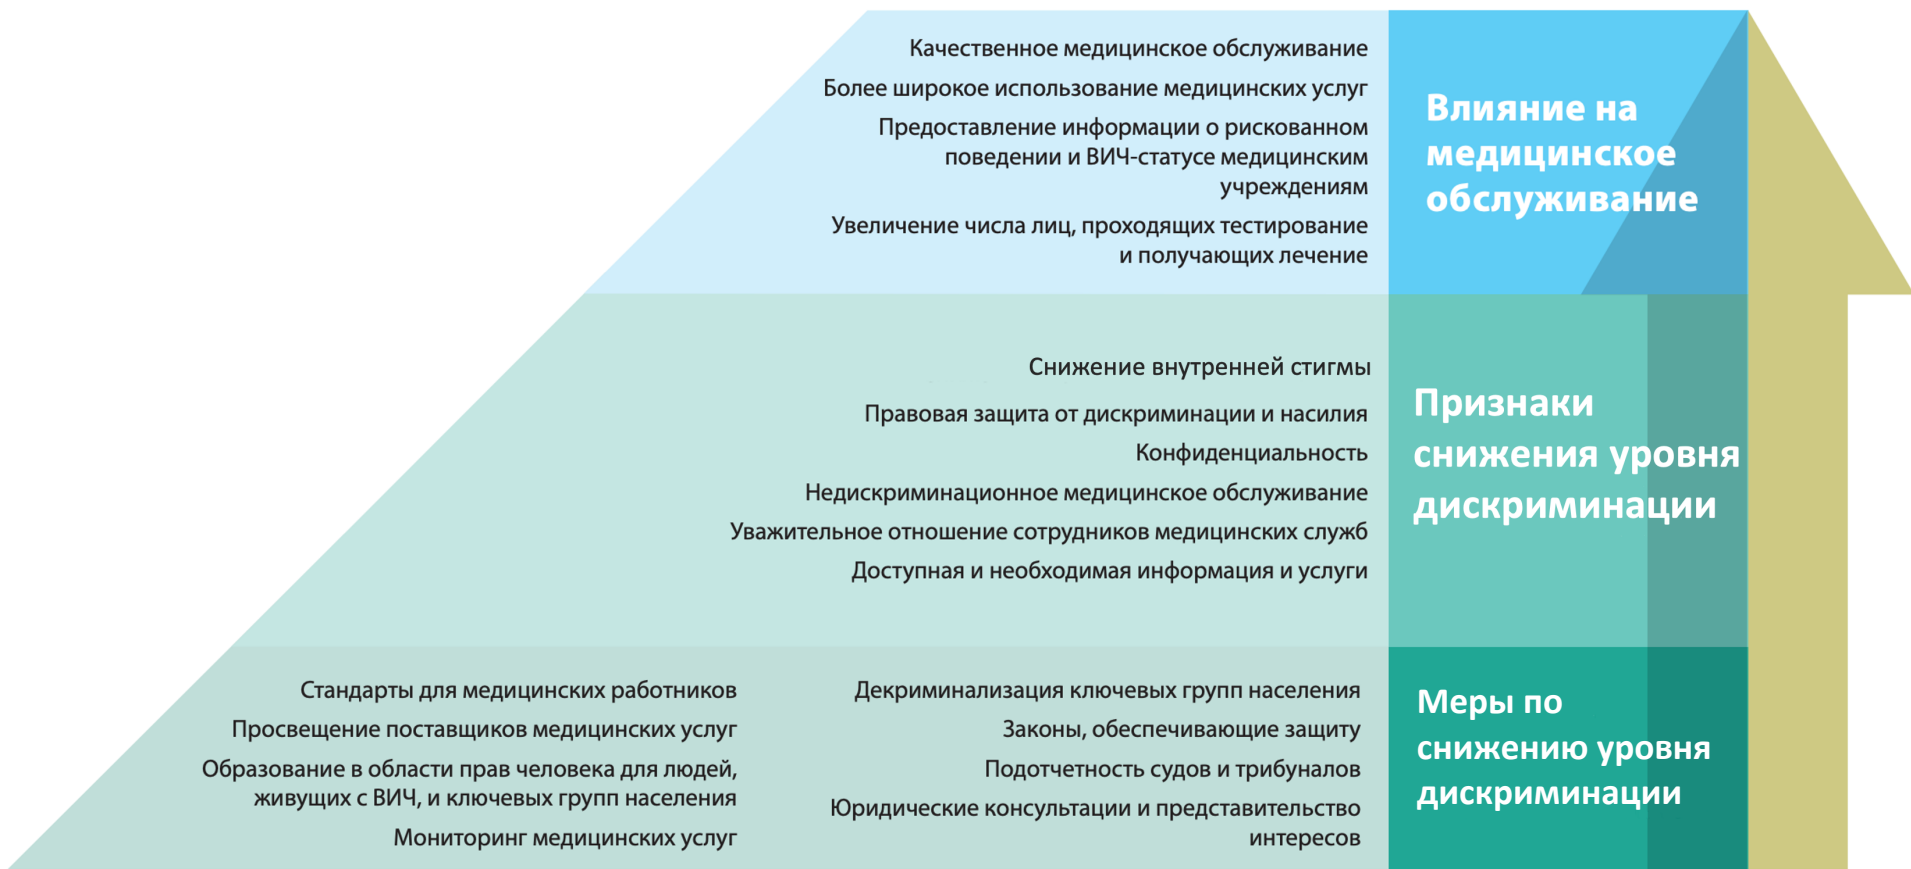 Качественное медицинское обслуживание
Более широкое использование медицинских услуг
Предоставление информации о рискованном
поведении и ВИЧ-статусе медицинским
учреждениям
Увеличение числа лиц, проходящих тестирование
и получающих лечение
Влияние на
медицинское
обслуживание
Снижение внутренней стигмы
Правовая защита от дискриминации и насилия
Конфиденциальность
Недискриминационное медицинское обслуживание
Уважительное отношение сотрудников медицинских служб
Доступная и необходимая информация и услуги
Признаки
снижения уровня
дискриминации
Стандарты для медицинских работников
Просвещение поставщиков медицинских услуг
Образование в области прав человека для людей,
живущих с ВИЧ, и ключевых групп населения
Мониторинг медицинских услуг
Декриминализация ключевых групп населения
Законы, обеспечивающие защиту
Подотчетность судов и трибуналов
Юридические консультации и представительство
интересов
Меры по
снижению уровня
дискриминации